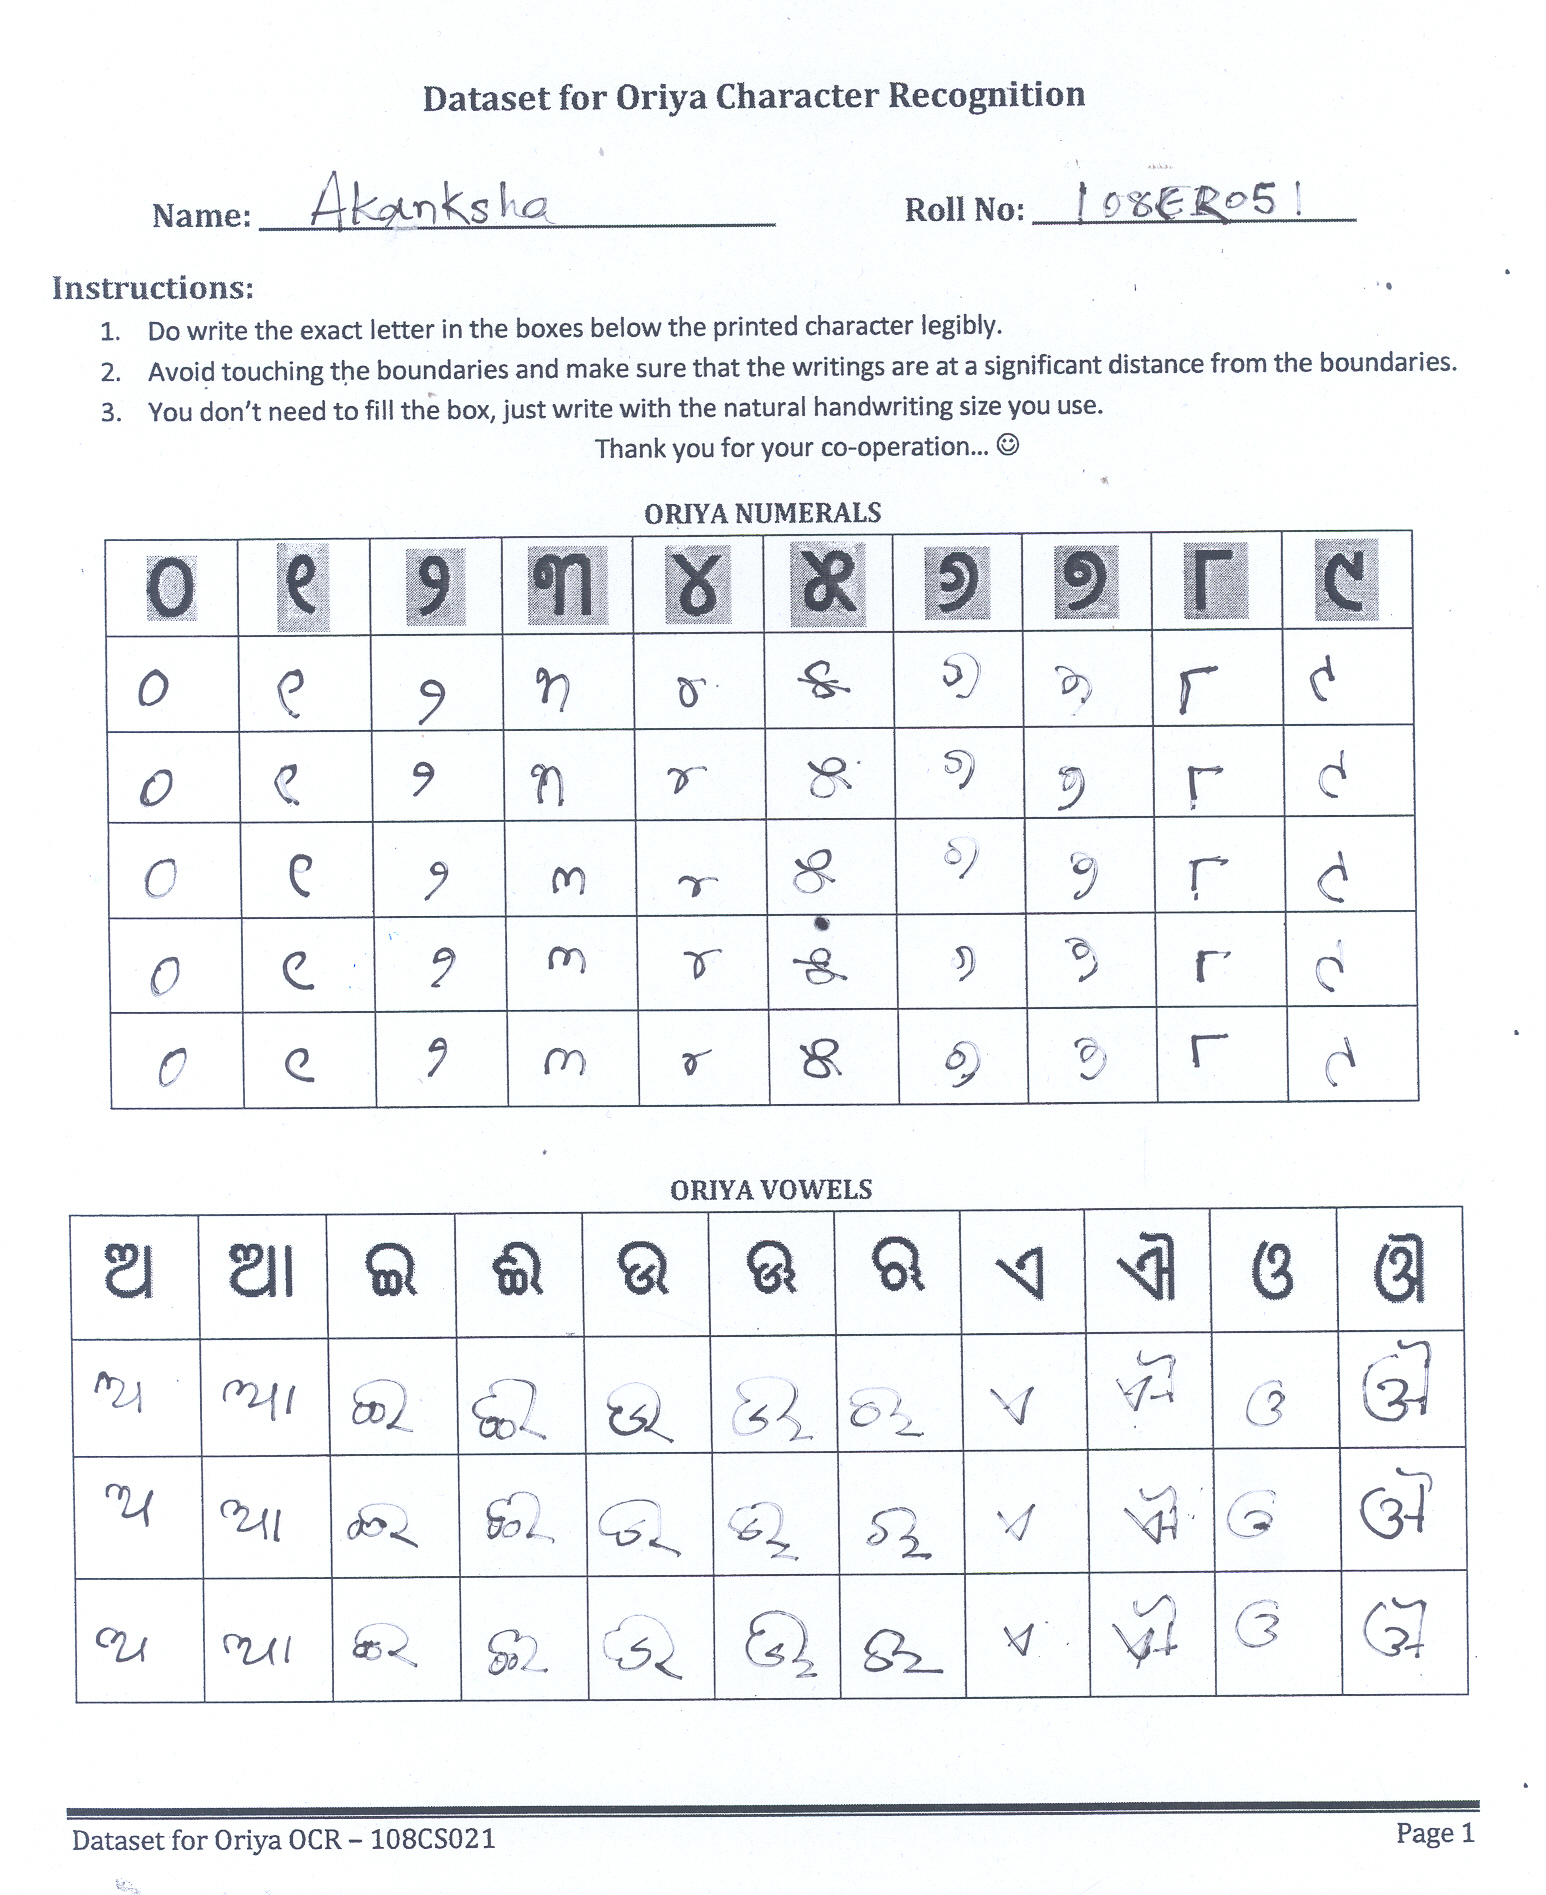 Dataset for Oriya Character Recognition
Name: Akanksha Roll No: 108ER051
Instructions:
1. Do write the exact letter in the boxes below the printed character legibly.
2. Avoid touching the boundaries and make sure that the writings are at a significant distance from the boundaries.
3. You don't need to fill the box, just write with the natural handwriting size you use.
Thank you for your co-operation... ☺
ORIYA NUMERALS
୦ ୧ ୨ ୩ ୪ ୫ ୬ ୭ ୮ ୯
୦ ୧ ୨ ୩ ୪ ୫ ୬ ୭ ୮ ୯
୦ ୧ ୨ ୩ ୪ ୫ ୬ ୭ ୮ ୯
୦ ୧ ୨ ୩ ୪ ୫ ୬ ୭ ୮ ୯
୦ ୧ ୨ ୩ ୪ ୫ ୬ ୭ ୮ ୯
୦ ୧ ୨ ୩ ୪ ୫ ୬ ୭ ୮ ୯
ORIYA VOWELS
ଅ ଆ ଇ ଈ ଉ ଊ ଋ ଏ ଐ ଓ ଔ
ଅ ଆ ଇ ଈ ଉ ଊ ଋ ଏ ଐ ଓ ଔ
ଅ ଆ ଇ ଈ ଉ ଊ ଋ ଏ ଐ ଓ ଔ
ଅ ଆ ଇ ଈ ଉ ଊ ଋ ଏ ଐ ଓ ଔ
Dataset for Oriya OCR – 108CS021 Page 1